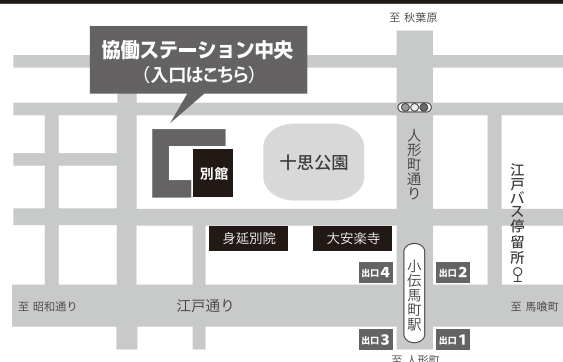 至 秋葉原
協働ステーション中央
（入口はこちら）
別館
十思公園
人形町通り
江戸バス停留所
身延別院
大安楽寺
出口4
小伝馬町駅
出口2
至 昭和通り
江戸通り
至 馬喰町
出口3
出口1
至 人形町